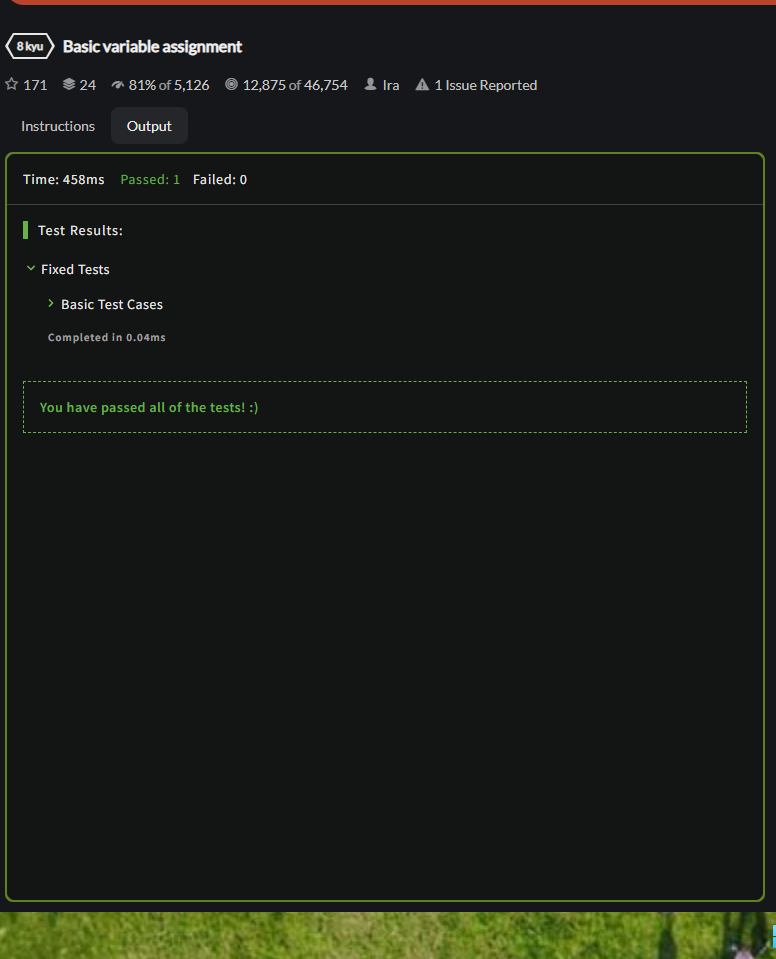 8 kyu Basic variable assignment
171 24 81% of 5,126 12,875 of 46,754 Ira 1 Issue Reported
Instructions Output
Time: 458ms Passed: 1 Failed: 0
Test Results:
Fixed Tests
Basic Test Cases
Completed in 0.04ms
You have passed all of the tests! :)